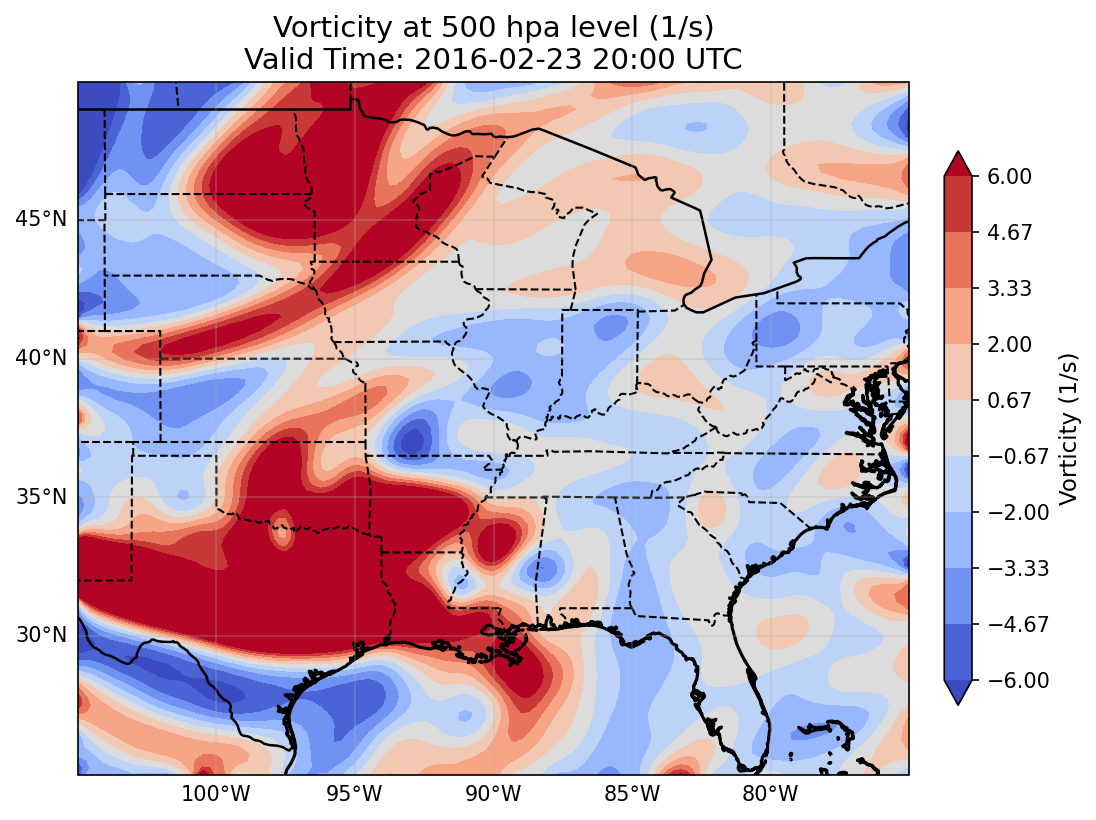 Vorticity at 500 hpa level (1/s)
Valid Time: 2016-02-23 20:00 UTC
45°N
40°N
35°N
30°N
100°W
95°W
90°W
85°W
80°W
6.00
4.67
3.33
2.00
0.67
−0.67
−2.00
−3.33
−4.67
−6.00
Vorticity (1/s)